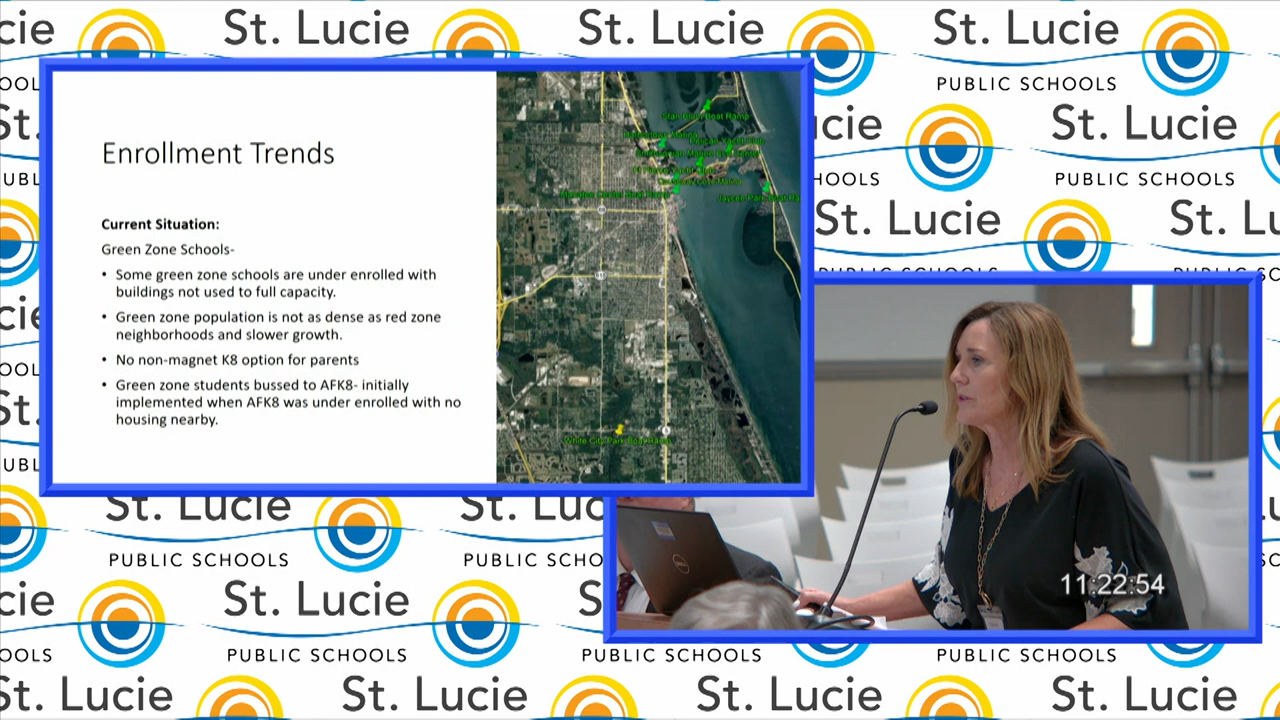 St. Lucie
PUBLIC SCHOOLS
Enrollment Trends
Current Situation:
Green Zone Schools-
• Some green zone schools are under enrolled with
buildings not used to full capacity.
• Green zone population is not as dense as red zone
neighborhoods and slower growth.
• No non-magnet K8 option for parents
• Green zone students bussed to AFK8- initially
implemented when AFK8 was under enrolled with no
housing nearby.
White City Park Boat Ramp
DELL
11:22:54